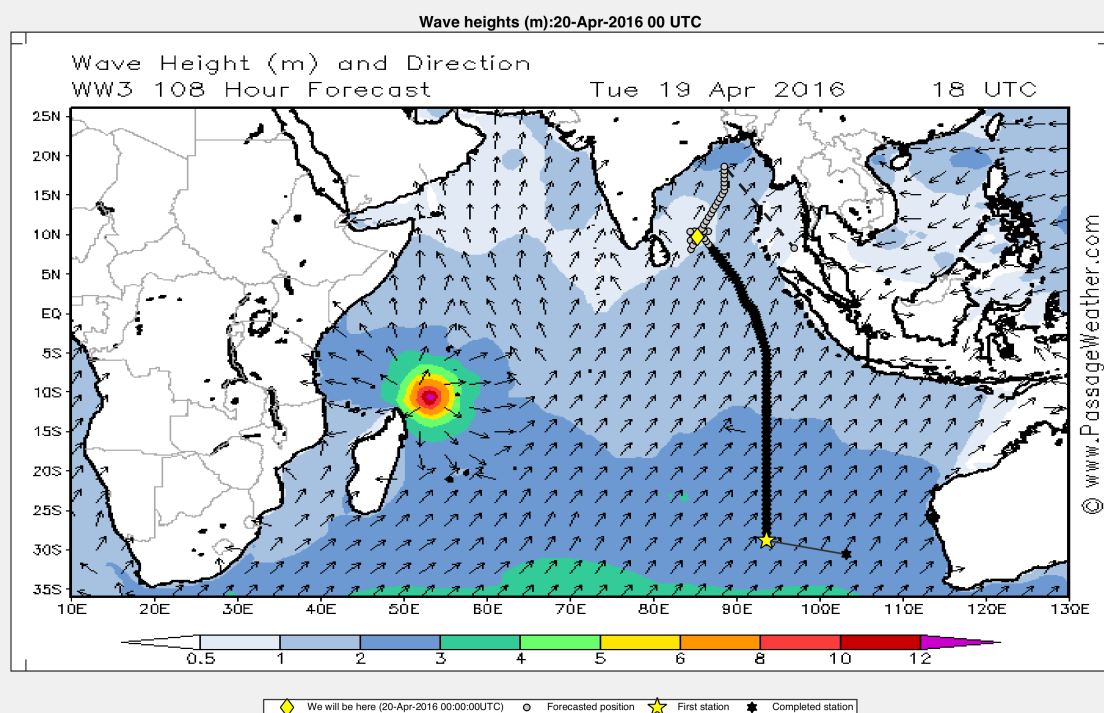 Wave heights (m):20-Apr-2016 00 UTC
Wave Height (m) and Direction
WW3 108 Hour Forecast Tue 19 Apr 2016 18 UTC
25N
20N
15N
10N
5N
EQ
5S
10S
15S
20S
25S
30S
35S
10E 20E 30E 40E 50E 60E 70E 80E 90E 100E 110E 120E 130E
© www.PassageWeather.com
0.5 1 2 3 4 5 6 8 10 12
We will be here (20-Apr-2016 00:00:00UTC) Forecasted position First station Completed station